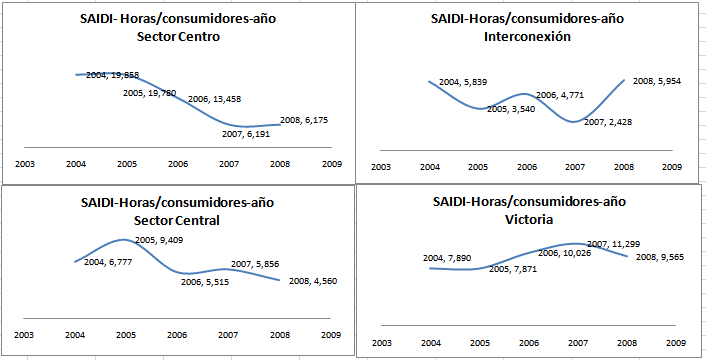 SAIDI- Horas/consumidores-año
Sector Centro
2004, 19,858
2005, 19,780
2006, 13,458
2007, 6,191
2008, 6,175
2003 2004 2005 2006 2007 2008 2009
SAIDI-Horas/consumidores-año
Interconexión
2004, 5,839
2005, 3,540
2006, 4,771
2007, 2,428
2008, 5,954
2003 2004 2005 2006 2007 2008 2009
SAIDI-Horas/consumidores-año
Sector Central
2004, 6,777
2005, 9,409
2006, 5,515
2007, 5,856
2008, 4,560
2003 2004 2005 2006 2007 2008 2009
SAIDI-Horas/consumidores-año
Victoria
2004, 7,890
2005, 7,871
2006, 10,026
2007, 11,299
2008, 9,565
2003 2004 2005 2006 2007 2008 2009